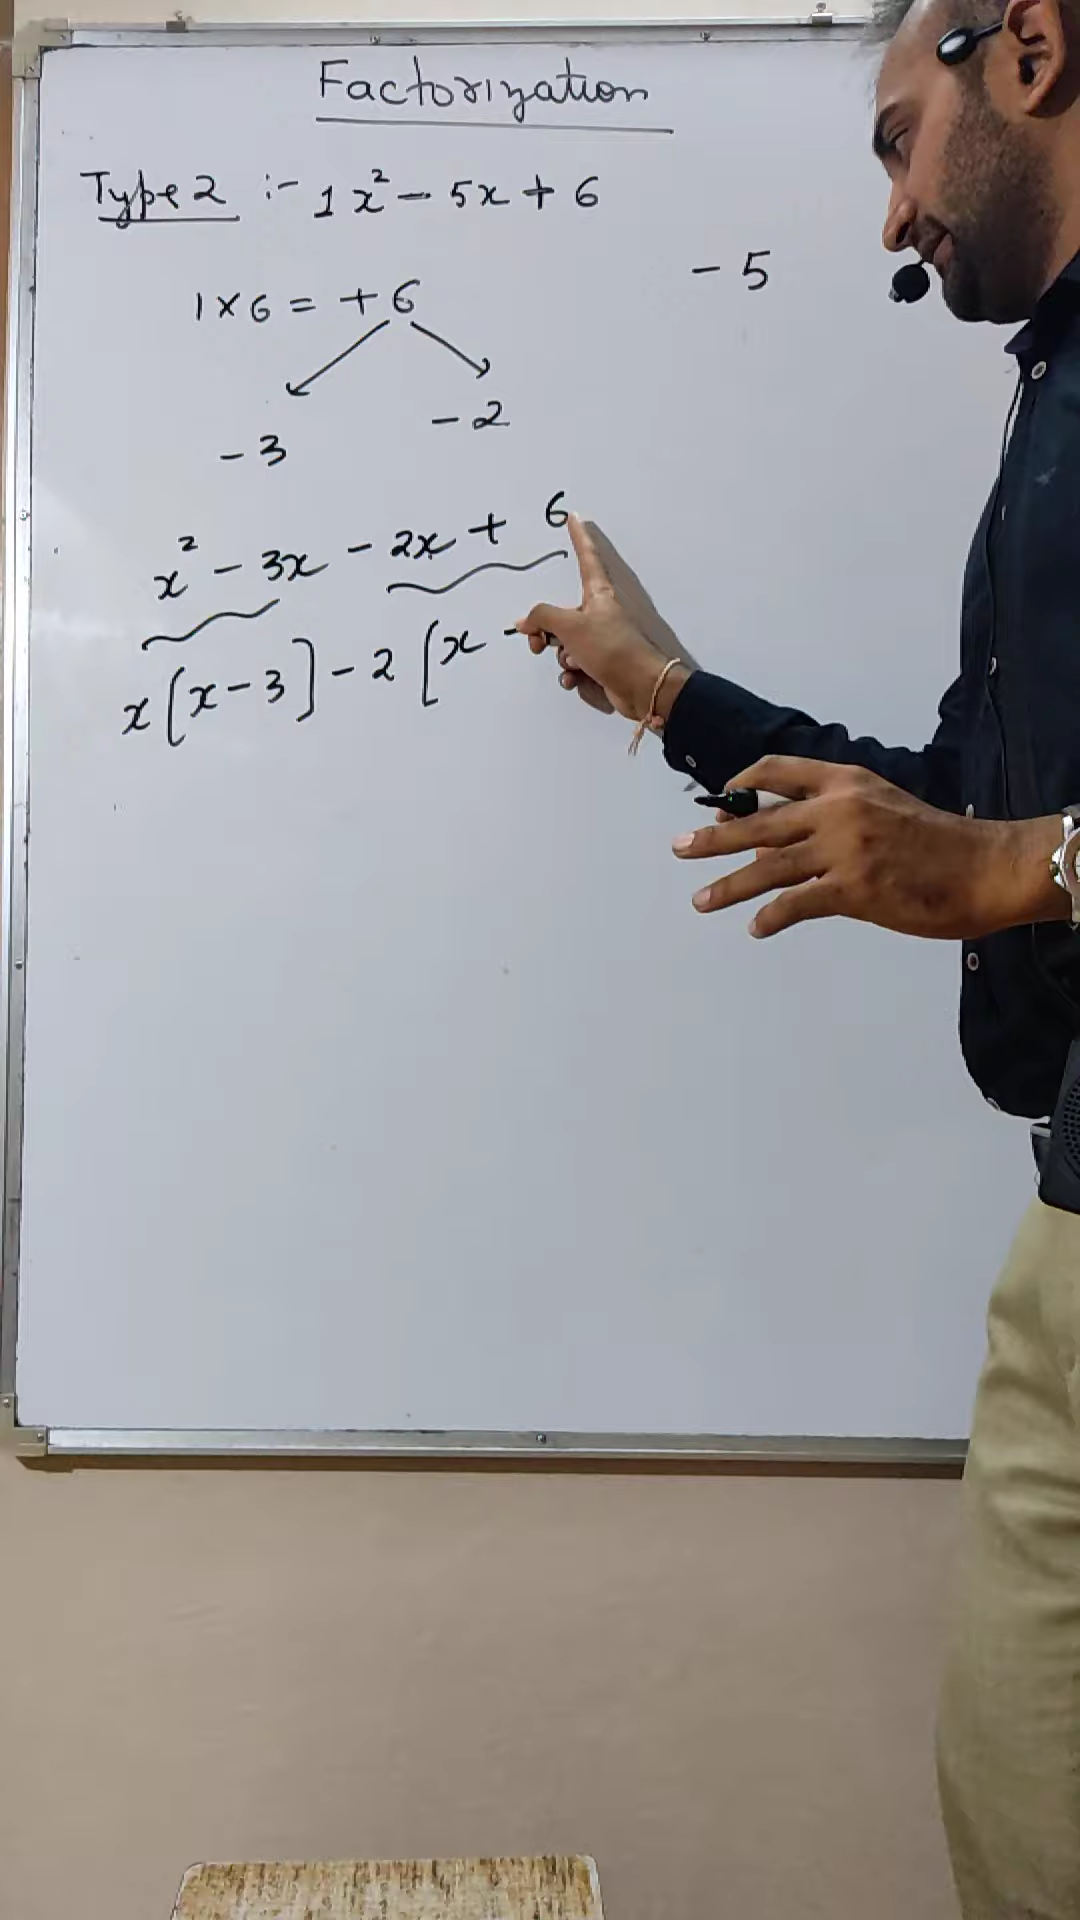 Factorization
Type 2 :- 1x² - 5x + 6
- 5
1 × 6 = + 6
- 3 - 2
x² - 3x - 2x + 6
x[x-3] - 2[x -